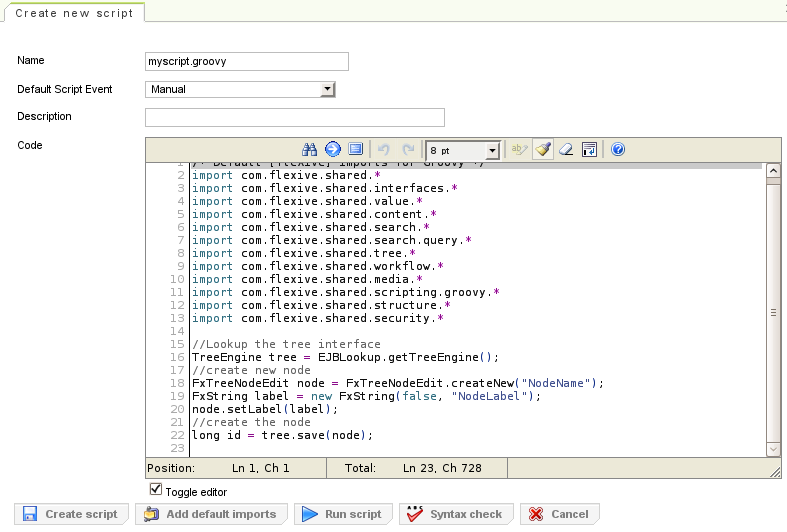 Create new script
Name
myscript.groovy
Default Script Event
Manual
Description
Code
8 pt
1 /* Default [fleXive] imports for Groovy */
2 import com.flexive.shared.*
3 import com.flexive.shared.interfaces.*
4 import com.flexive.shared.value.*
5 import com.flexive.shared.content.*
6 import com.flexive.shared.search.*
7 import com.flexive.shared.search.query.*
8 import com.flexive.shared.tree.*
9 import com.flexive.shared.workflow.*
10 import com.flexive.shared.media.*
11 import com.flexive.shared.scripting.groovy.*
12 import com.flexive.shared.structure.*
13 import com.flexive.shared.security.*
14
15 //Lookup the tree interface
16 TreeEngine tree = EJBLookup.getTreeEngine();
17 //create new node
18 FxTreeNodeEdit node = FxTreeNodeEdit.createNew("NodeName");
19 FxString label = new FxString(false, "NodeLabel");
20 node.setLabel(label);
21 //create the node
22 long id = tree.save(node);
23
Position: Ln 1, Ch 1 Total: Ln 23, Ch 728
Toggle editor
Create script Add default imports Run script Syntax check Cancel